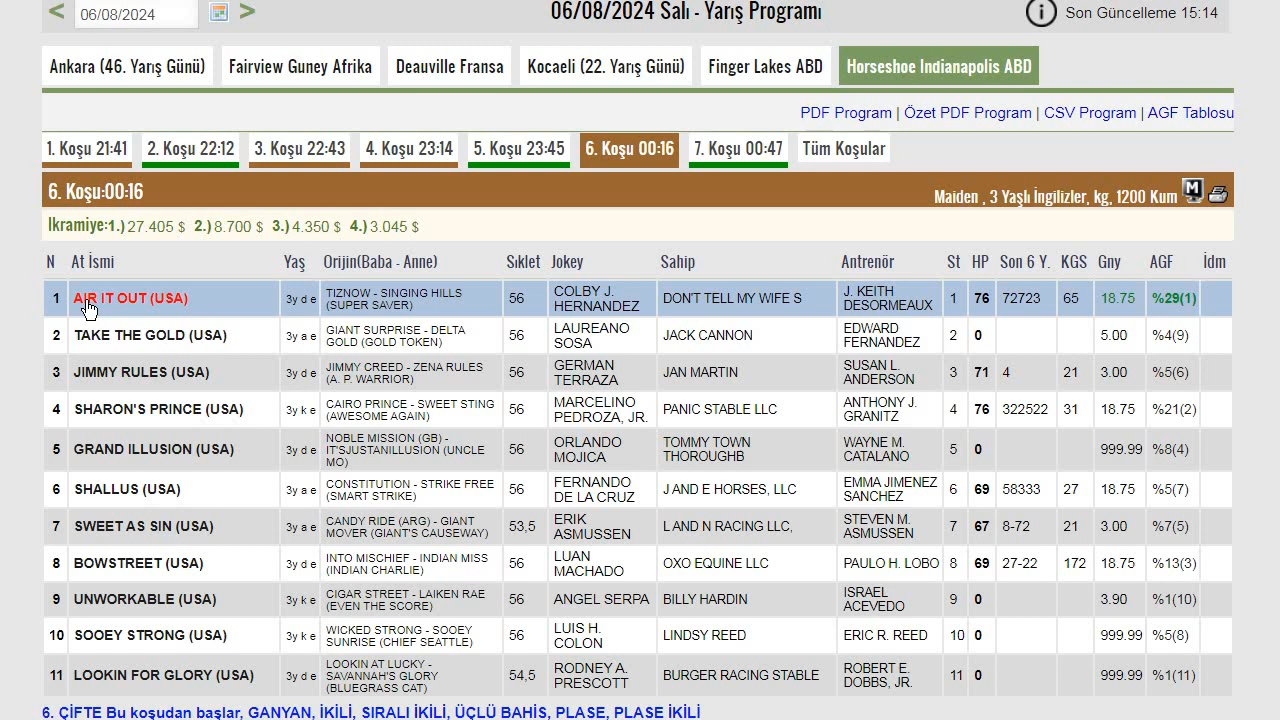 < 06/08/2024 > 06/08/2024 Salı - Yarış Programı Son Güncelleme 15:14
Ankara (46. Yarış Günü) Fairview Guney Afrika Deauville Fransa Kocaeli (22. Yarış Günü) Finger Lakes ABD Horseshoe Indianapolis ABD
PDF Program | Özet PDF Program | CSV Program | AGF Tablosu
1. Koşu 21:41 2. Koşu 22:12 3. Koşu 22:43 4. Koşu 23:14 5. Koşu 23:45 6. Koşu 00:16 7. Koşu 00:47 Tüm Koşular
6. Koşu:00:16 Maiden , 3 Yaşlı İngilizler, kg, 1200 Kum
İkramiye:1.) 27.405 $ 2.) 8.700 $ 3.) 4.350 $ 4.) 3.045 $
N At İsmi Yaş Orijin(Baba - Anne) Sıklet Jokey Sahip Antrenör St HP Son 6 Y. KGS Gny AGF İdm
1 AIR IT OUT (USA) 3y d e TIZNOW - SINGING HILLS (SUPER SAVER) 56 COLBY J. HERNANDEZ DON'T TELL MY WIFE S J. KEITH DESORMEAUX 1 76 72723 65 18.75 %29(1)
2 TAKE THE GOLD (USA) 3y a e GIANT SURPRISE - DELTA GOLD (GOLD TOKEN) 56 LAUREANO SOSA JACK CANNON EDWARD FERNANDEZ 2 0 5.00 %4(9)
3 JIMMY RULES (USA) 3y d e JIMMY CREED - ZENA RULES (A. P. WARRIOR) 56 GERMAN TERRAZA JAN MARTIN SUSAN L. ANDERSON 3 71 4 21 3.00 %5(6)
4 SHARON'S PRINCE (USA) 3y k e CAIRO PRINCE - SWEET STING (AWESOME AGAIN) 56 MARCELINO PEDROZA, JR. PANIC STABLE LLC ANTHONY J. GRANITZ 4 76 322522 31 18.75 %21(2)
5 GRAND ILLUSION (USA) 3y d e NOBLE MISSION (GB) - IT'SJUSTANILLUSION (UNCLE MO) 56 ORLANDO MOJICA TOMMY TOWN THOROUGHB WAYNE M. CATALANO 5 0 999.99 %8(4)
6 SHALLUS (USA) 3y a e CONSTITUTION - STRIKE FREE (SMART STRIKE) 56 FERNANDO DE LA CRUZ J AND E HORSES, LLC EMMA JIMENEZ SANCHEZ 6 69 58333 27 18.75 %5(7)
7 SWEET AS SIN (USA) 3y a e CANDY RIDE (ARG) - GIANT MOVER (GIANT'S CAUSEWAY) 53,5 ERIK ASMUSSEN L AND N RACING LLC, STEVEN M. ASMUSSEN 7 67 8-72 21 3.00 %7(5)
8 BOWSTREET (USA) 3y d e INTO MISCHIEF - INDIAN MISS (INDIAN CHARLIE) 56 LUAN MACHADO OXO EQUINE LLC PAULO H. LOBO 8 69 27-22 172 18.75 %13(3)
9 UNWORKABLE (USA) 3y k e CIGAR STREET - LAIKEN RAE (EVEN THE SCORE) 56 ANGEL SERPA BILLY HARDIN ISRAEL ACEVEDO 9 0 3.90 %1(10)
10 SOOEY STRONG (USA) 3y k e WICKED STRONG - SOOEY SUNRISE (CHIEF SEATTLE) 56 LUIS H. COLON LINDSY REED ERIC R. REED 10 0 999.99 %5(8)
11 LOOKIN FOR GLORY (USA) 3y d e LOOKIN AT LUCKY - SAVANNAH'S GLORY (BLUEGRASS CAT) 54,5 RODNEY A. PRESCOTT BURGER RACING STABLE ROBERT E. DOBBS, JR. 11 0 999.99 %1(11)
6. ÇİFTE Bu koşudan başlar, GANYAN, İKİLİ, SIRALI İKİLİ, ÜÇLÜ BAHİS, PLASE, PLASE İKİLİ